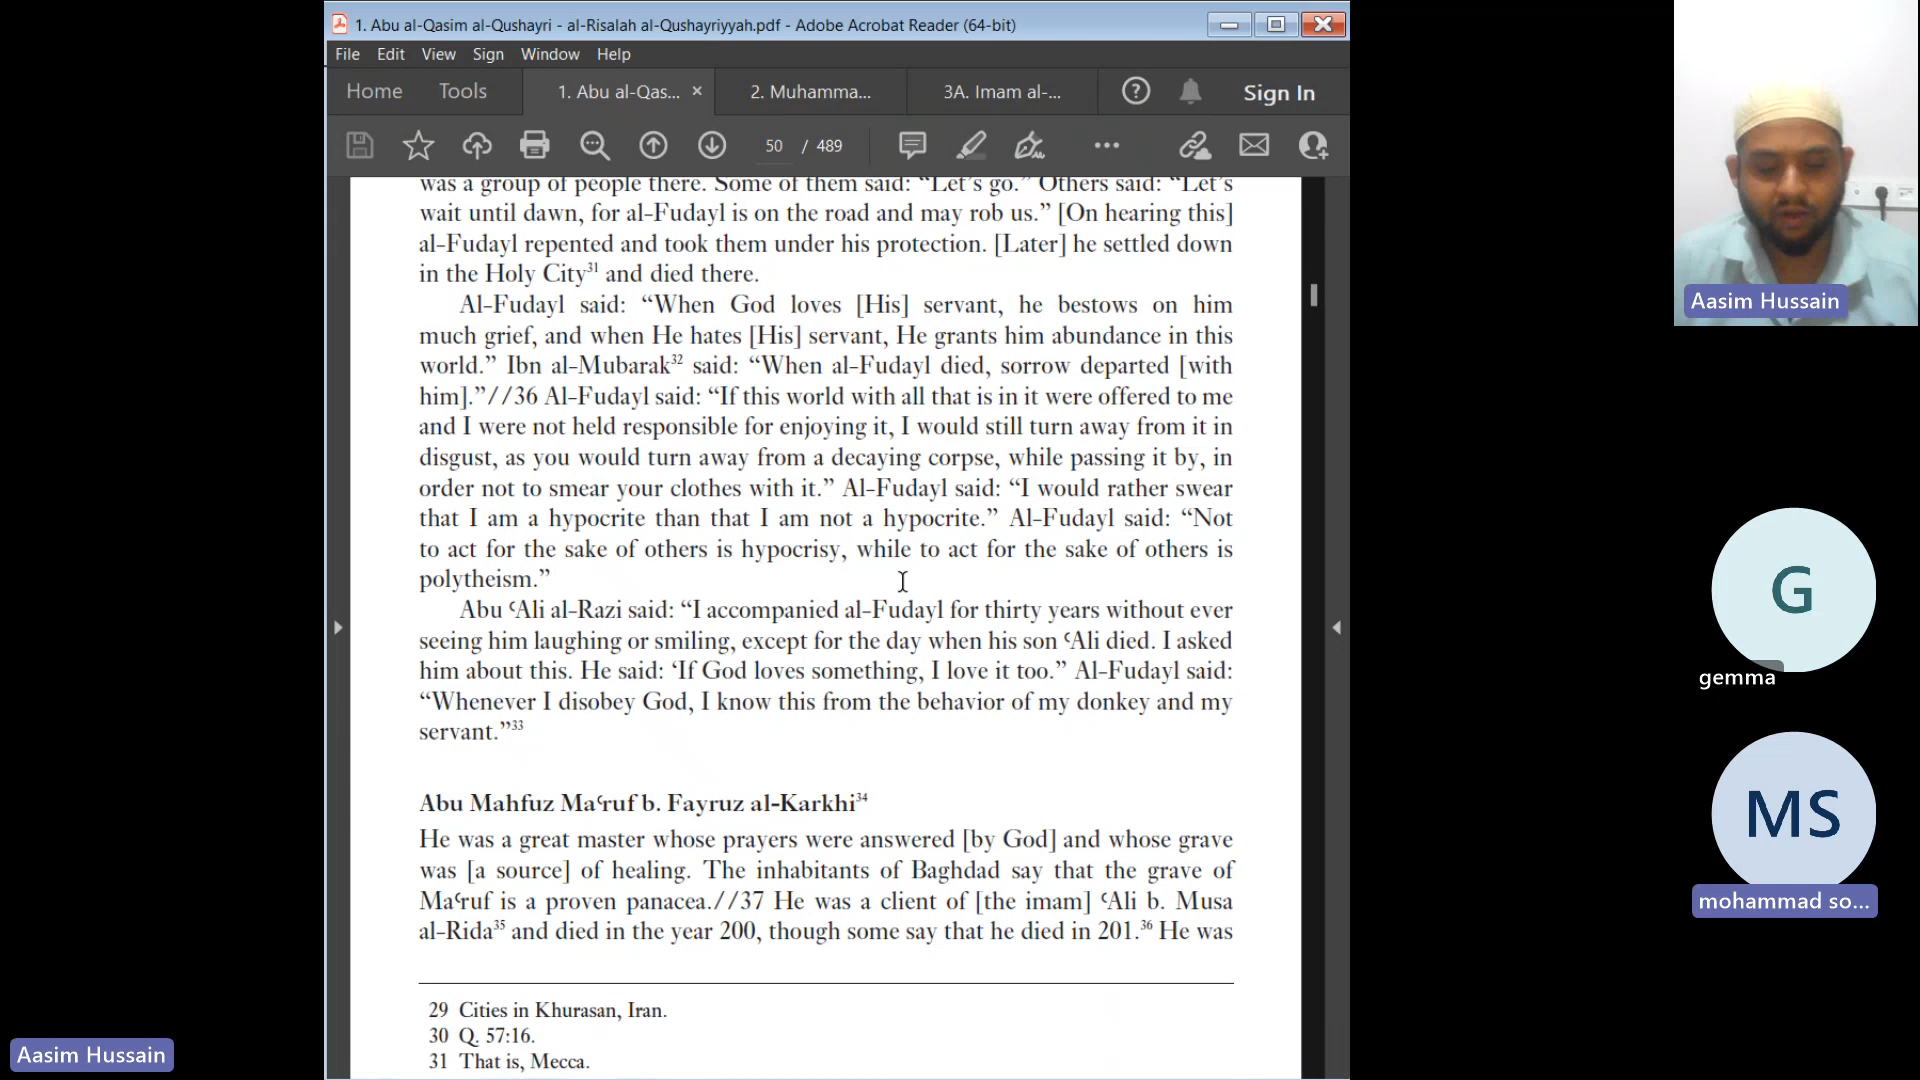 1. Abu al-Qasim al-Qushayri - al-Risalah al-Qushayriyyah.pdf - Adobe Acrobat Reader (64-bit)
File Edit View Sign Window Help
Home Tools 1. Abu al-Qas... × 2. Muhamma... 3A. Imam al-... Sign In
50 / 489
was a group of people there. Some of them said: “Let’s go.” Others said: “Let’s
wait until dawn, for al-Fudayl is on the road and may rob us.” [On hearing this]
al-Fudayl repented and took them under his protection. [Later] he settled down
in the Holy City31 and died there.
Al-Fudayl said: “When God loves [His] servant, he bestows on him
much grief, and when He hates [His] servant, He grants him abundance in this
world.” Ibn al-Mubarak32 said: “When al-Fudayl died, sorrow departed [with
him].”//36 Al-Fudayl said: “If this world with all that is in it were offered to me
and I were not held responsible for enjoying it, I would still turn away from it in
disgust, as you would turn away from a decaying corpse, while passing it by, in
order not to smear your clothes with it.” Al-Fudayl said: “I would rather swear
that I am a hypocrite than that I am not a hypocrite.” Al-Fudayl said: “Not
to act for the sake of others is hypocrisy, while to act for the sake of others is
polytheism.”
Abu ʿAli al-Razi said: “I accompanied al-Fudayl for thirty years without ever
seeing him laughing or smiling, except for the day when his son ʿAli died. I asked
him about this. He said: ‘If God loves something, I love it too.” Al-Fudayl said:
“Whenever I disobey God, I know this from the behavior of my donkey and my
servant.”33
Abu Mahfuz Maʿruf b. Fayruz al-Karkhi34
He was a great master whose prayers were answered [by God] and whose grave
was [a source] of healing. The inhabitants of Baghdad say that the grave of
Maʿruf is a proven panacea.//37 He was a client of [the imam] ʿAli b. Musa
al-Rida35 and died in the year 200, though some say that he died in 201.36 He was
29 Cities in Khurasan, Iran.
30 Q. 57:16.
31 That is, Mecca.
Aasim Hussain
G
gemma
MS
mohammad so...
Aasim Hussain